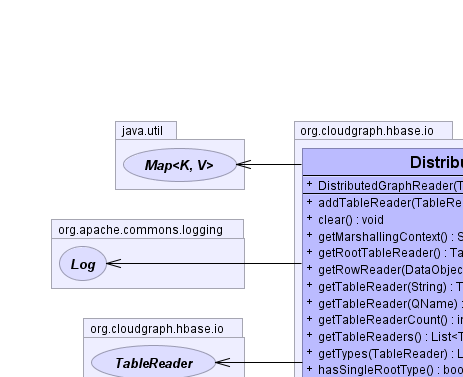 java.util
Map<K, V>
org.apache.commons.logging
Log
org.cloudgraph.hbase.io
TableReader
org.cloudgraph.hbase.io
Distrib
+ DistributedGraphReader(T
+ addTableReader(TableRe
+ clear() : void
+ getMarshallingContext() : S
+ getRootTableReader() : Ta
+ getRowReader(DataObjec
+ getTableReader(String) : T
+ getTableReader(QName) :
+ getTableReaderCount() : in
+ getTableReaders() : List<T
+ getTypes(TableReader) : L
+ hasSingleRootType() : boo